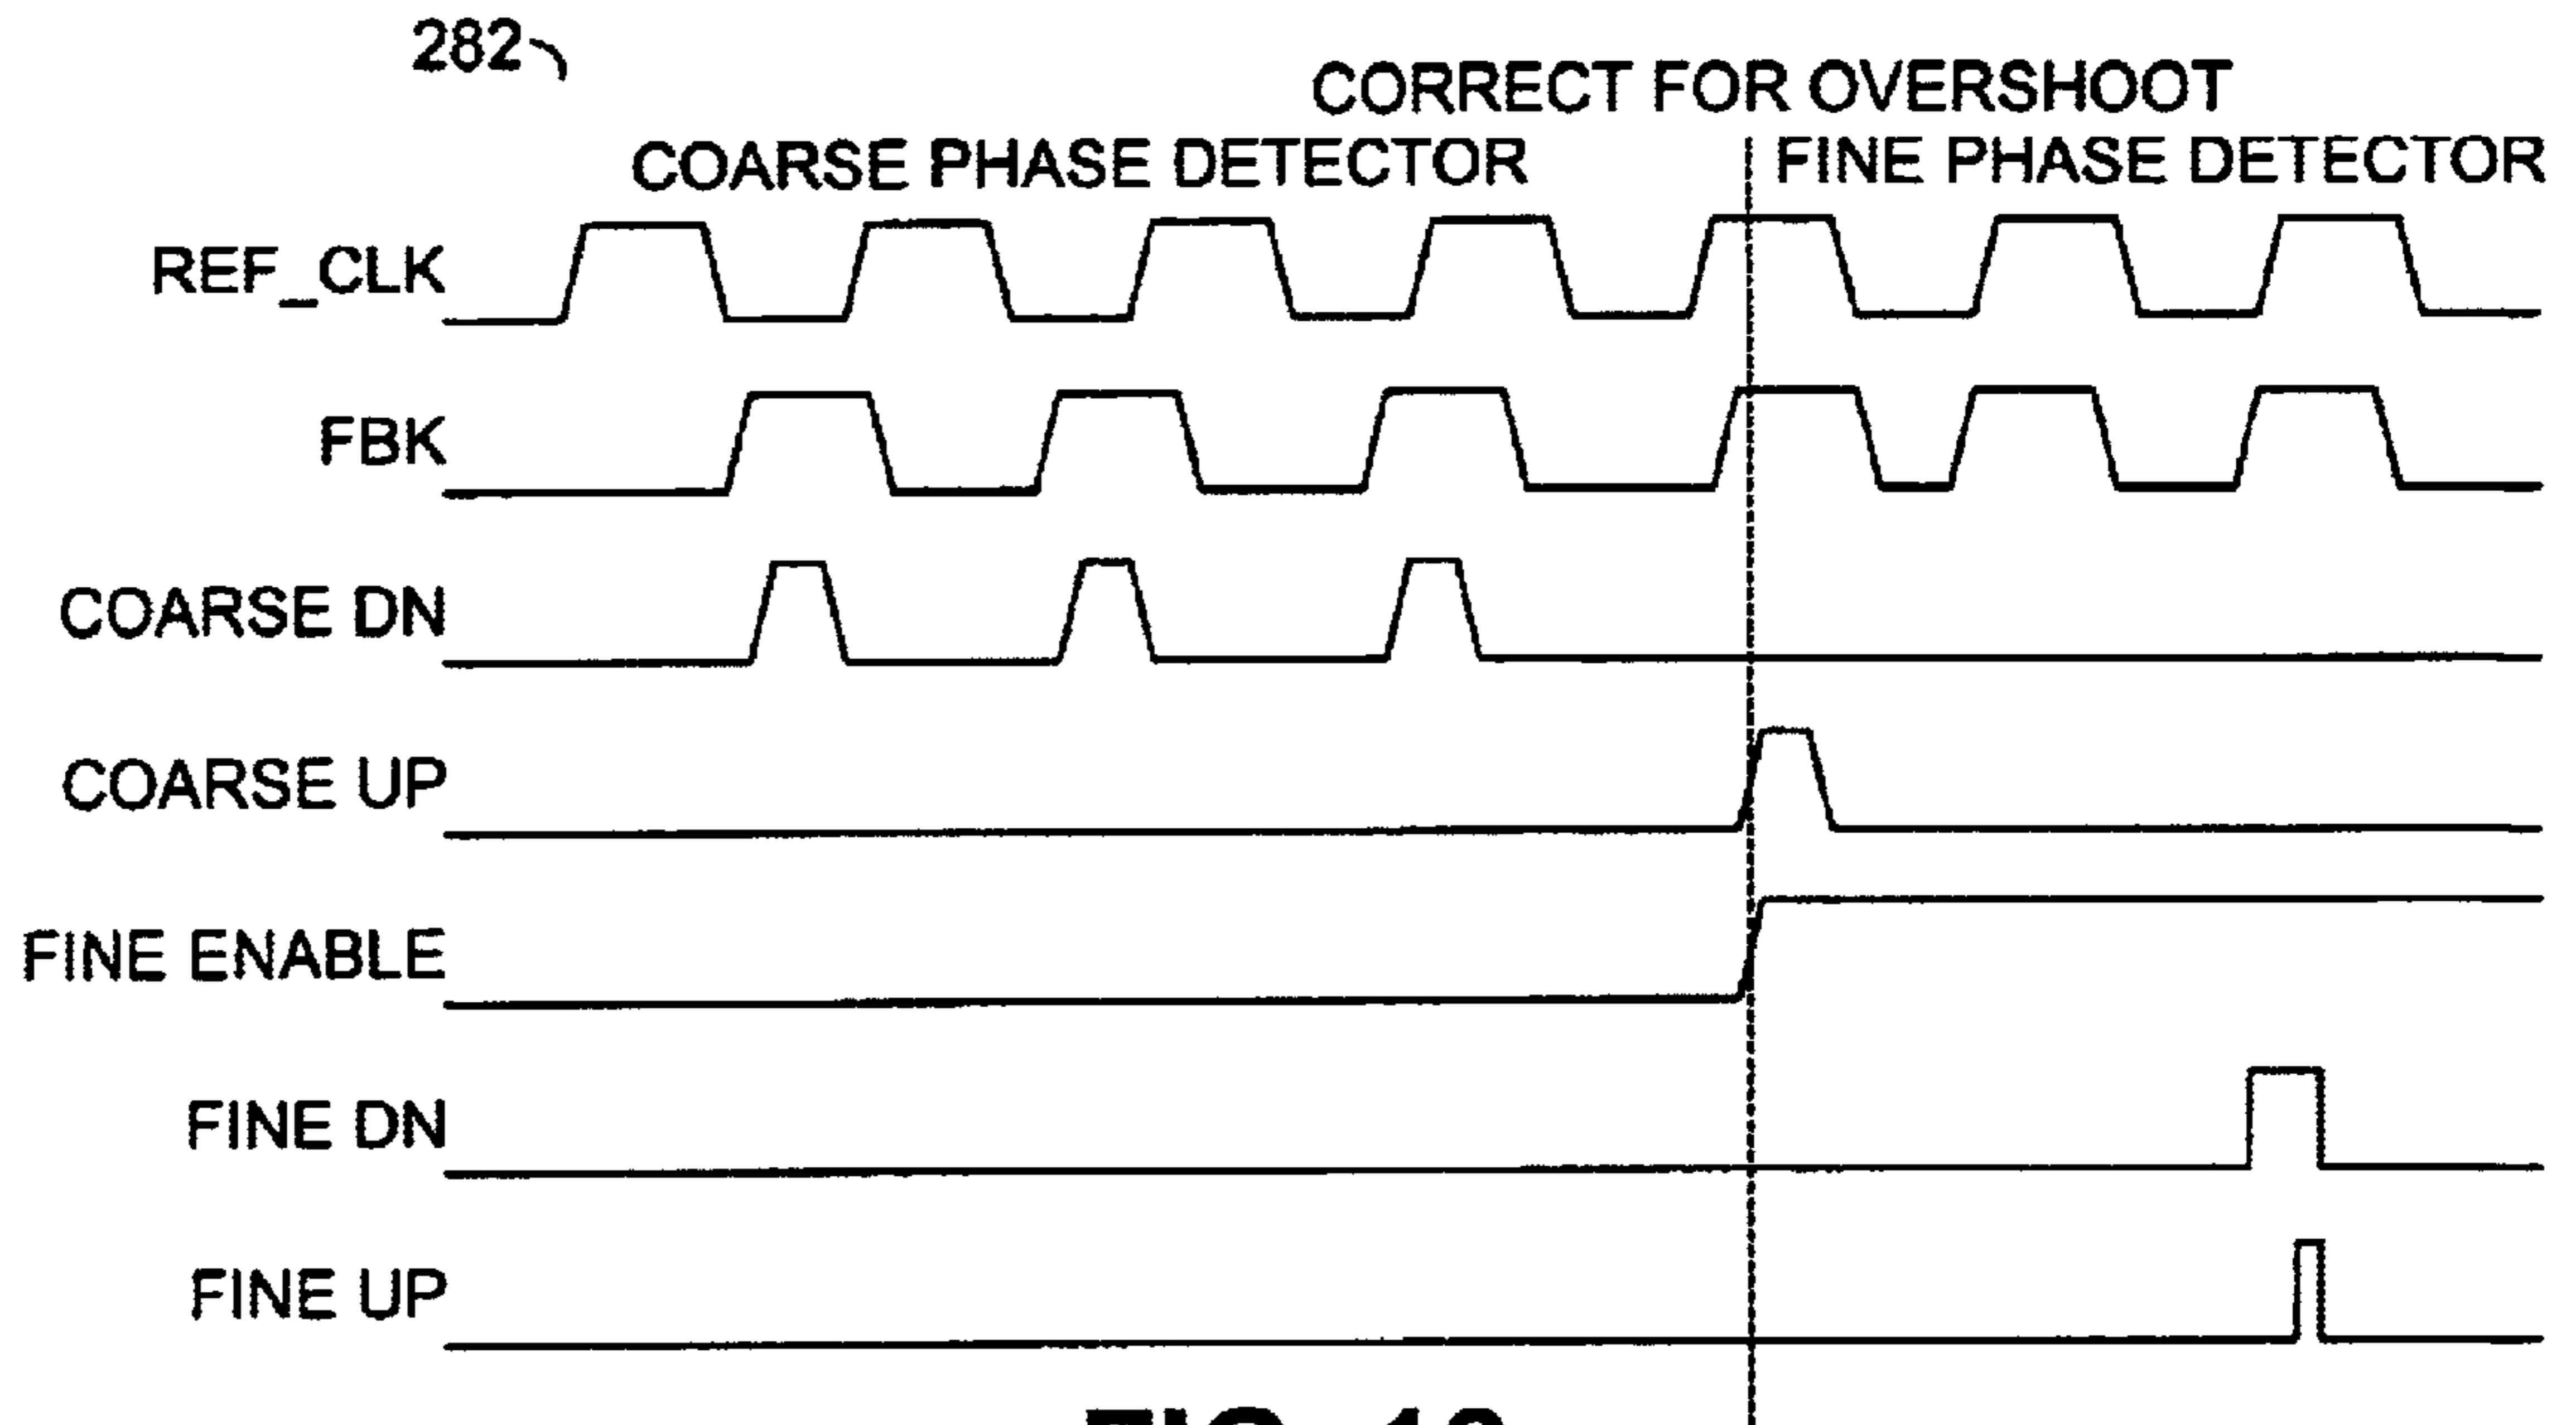 282
CORRECT FOR OVERSHOOT
COARSE PHASE DETECTOR
FINE PHASE DETECTOR
REF_CLK
FBK
COARSE DN
COARSE UP
FINE ENABLE
FINE DN
FINE UP